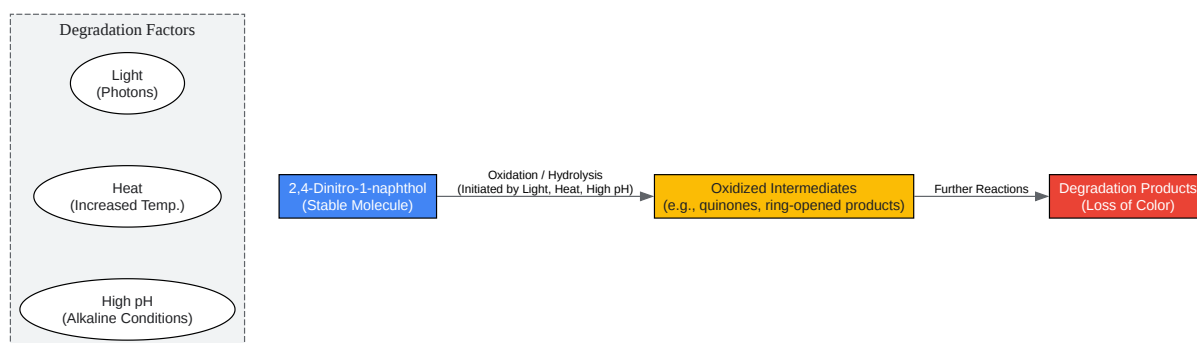 Degradation Factors
Light
(Photons)
Heat
(Increased Temp.)
High pH
(Alkaline Conditions)
2,4-Dinitro-1-naphthol
(Stable Molecule)
Oxidation / Hydrolysis
(Initiated by Light, Heat, High pH)
Oxidized Intermediates
(e.g., quinones, ring-opened products)
Further Reactions
Degradation Products
(Loss of Color)